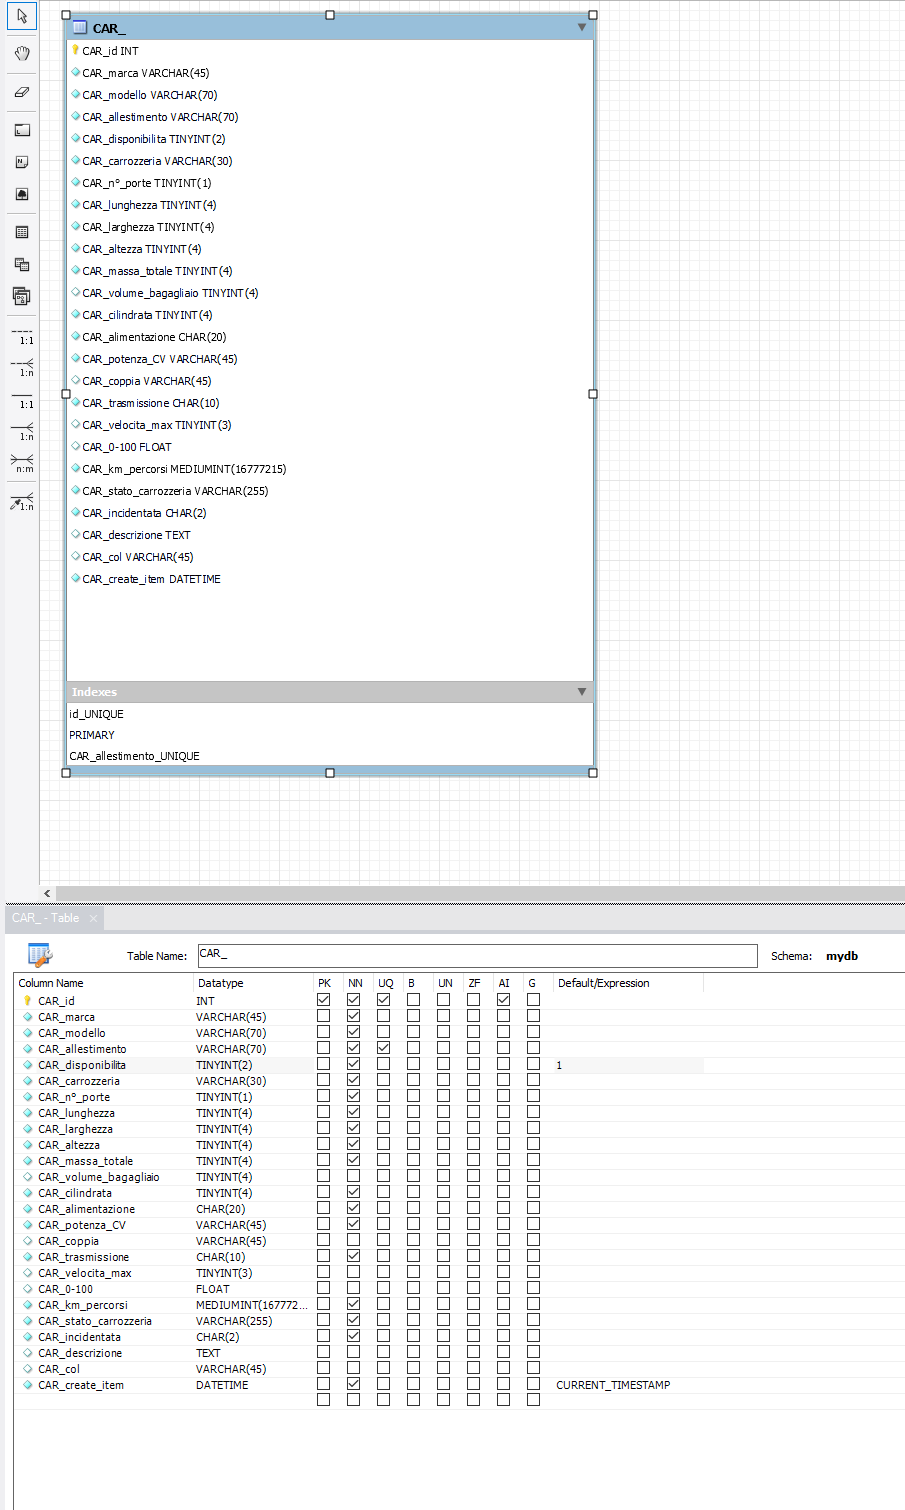 CAR_
CAR_id INT
CAR_marca VARCHAR(45)
CAR_modello VARCHAR(70)
CAR_allestimento VARCHAR(70)
CAR_disponibilita TINYINT(2)
CAR_carrozzeria VARCHAR(30)
CAR_n°_porte TINYINT(1)
CAR_lunghezza TINYINT(4)
CAR_larghezza TINYINT(4)
CAR_altezza TINYINT(4)
CAR_massa_totale TINYINT(4)
CAR_volume_bagagliaio TINYINT(4)
CAR_cilindrata TINYINT(4)
CAR_alimentazione CHAR(20)
CAR_potenza_CV VARCHAR(45)
CAR_coppia VARCHAR(45)
CAR_trasmissione CHAR(10)
CAR_velocita_max TINYINT(3)
CAR_0-100 FLOAT
CAR_km_percorsi MEDIUMINT(16777215)
CAR_stato_carrozzeria VARCHAR(255)
CAR_incidentata CHAR(2)
CAR_descrizione TEXT
CAR_col VARCHAR(45)
CAR_create_item DATETIME
Indexes
id_UNIQUE
PRIMARY
CAR_allestimento_UNIQUE
1:1
1:n
1:1
1:n
n:m
1:n
CAR_ - Table
Table Name: CAR_ Schema: mydb
Column Name Datatype PK NN UQ B UN ZF AI G Default/Expression
CAR_id INT
CAR_marca VARCHAR(45)
CAR_modello VARCHAR(70)
CAR_allestimento VARCHAR(70)
CAR_disponibilita TINYINT(2) 1
CAR_carrozzeria VARCHAR(30)
CAR_n°_porte TINYINT(1)
CAR_lunghezza TINYINT(4)
CAR_larghezza TINYINT(4)
CAR_altezza TINYINT(4)
CAR_massa_totale TINYINT(4)
CAR_volume_bagagliaio TINYINT(4)
CAR_cilindrata TINYINT(4)
CAR_alimentazione CHAR(20)
CAR_potenza_CV VARCHAR(45)
CAR_coppia VARCHAR(45)
CAR_trasmissione CHAR(10)
CAR_velocita_max TINYINT(3)
CAR_0-100 FLOAT
CAR_km_percorsi MEDIUMINT(167772...
CAR_stato_carrozzeria VARCHAR(255)
CAR_incidentata CHAR(2)
CAR_descrizione TEXT
CAR_col VARCHAR(45)
CAR_create_item DATETIME CURRENT_TIMESTAMP